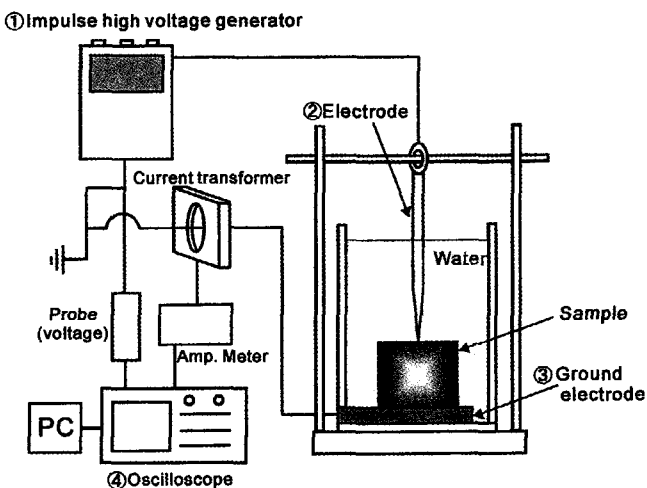 ①Impulse high voltage generator
②Electrode
Current transformer
Water
Probe
(voltage)
Amp. Meter
Sample
③Ground
electrode
PC
④Oscilloscope